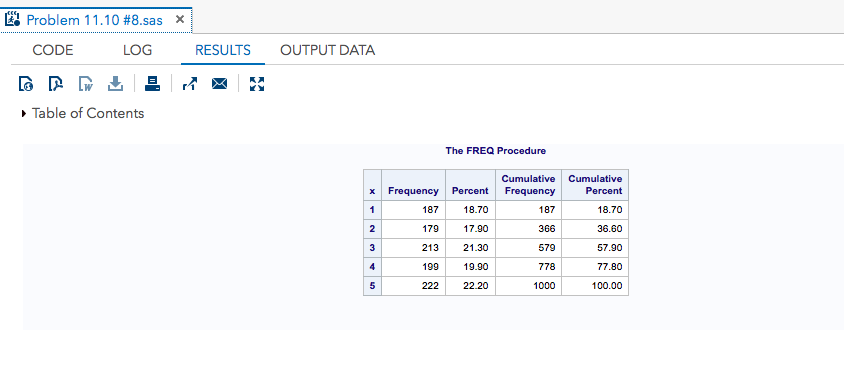 Problem 11.10 #8.sas ×
CODE LOG RESULTS OUTPUT DATA
Table of Contents
The FREQ Procedure
x Frequency Percent Cumulative Frequency Cumulative Percent
1 187 18.70 187 18.70
2 179 17.90 366 36.60
3 213 21.30 579 57.90
4 199 19.90 778 77.80
5 222 22.20 1000 100.00